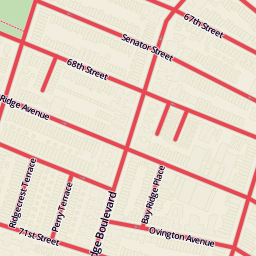 67th Street
Senator Street
68th Street
Ridge Avenue
Ridgecrest Terrace
Perry Terrace
Bay Ridge Place
Boulevard
Ovington Avenue
71st Street